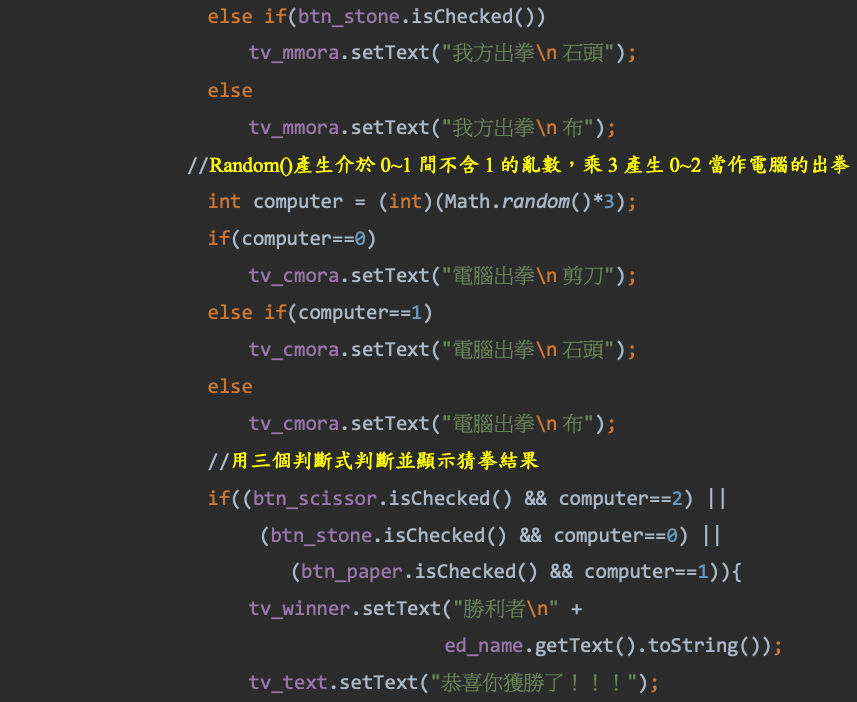 else if(btn_stone.isChecked())
tv_mmora.setText("我方出拳\n 石頭");
else
tv_mmora.setText("我方出拳\n 布");
//Random()產生介於 0~1 間不含 1 的亂數，乘 3 產生 0~2 當作電腦的出拳
int computer = (int)(Math.random()*3);
if(computer==0)
tv_cmora.setText("電腦出拳\n 剪刀");
else if(computer==1)
tv_cmora.setText("電腦出拳\n 石頭");
else
tv_cmora.setText("電腦出拳\n 布");
//用三個判斷式判斷並顯示猜拳結果
if((btn_scissor.isChecked() && computer==2) ||
(btn_stone.isChecked() && computer==0) ||
(btn_paper.isChecked() && computer==1)){
tv_winner.setText("勝利者\n" +
ed_name.getText().toString());
tv_text.setText("恭喜你獲勝了！！！");